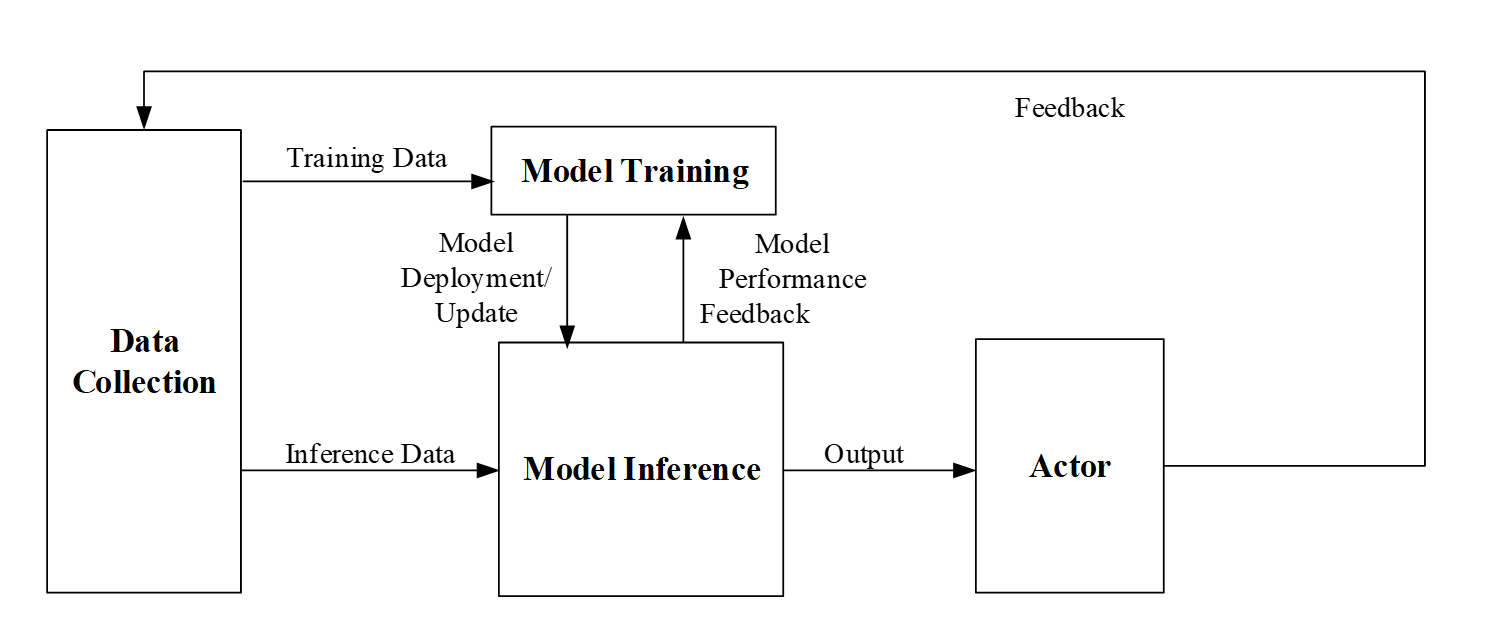 Feedback
Training Data
Model Training
Model
Deployment/
Update
Model
Performance
Feedback
Data
Collection
Inference Data
Model Inference
Output
Actor